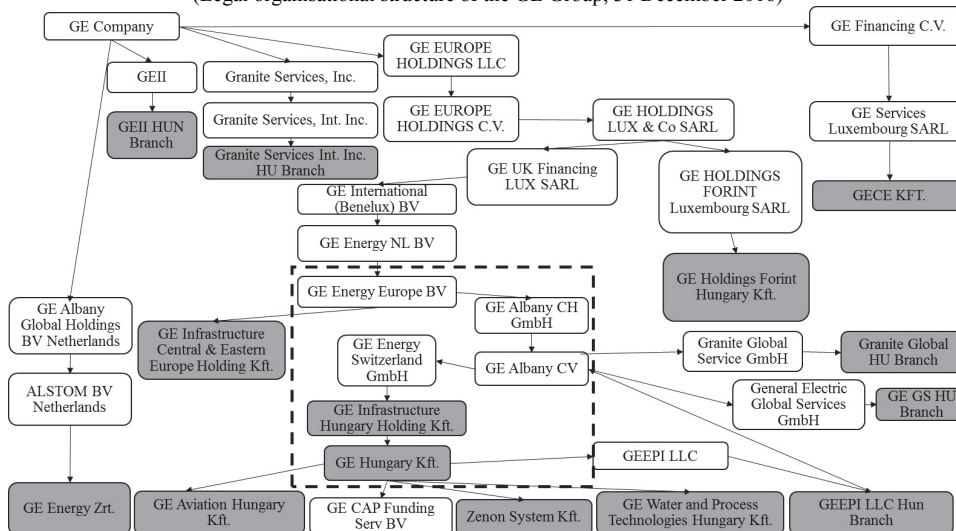 (Legal organisational structure of the GE Group, 31 December 2016)
GE Company
GE Financing C.V.
GEII
Granite Services, Inc.
GE EUROPE
HOLDINGS LLC
GEII HUN
Branch
Granite Services, Int. Inc.
GE EUROPE
HOLDINGS C.V.
GE HOLDINGS
LUX & Co SARL
GE Services
Luxembourg SARL
Granite Services Int. Inc.
HU Branch
GE UK Financing
LUX SARL
GE HOLDINGS
FORINT
Luxembourg SARL
GECE KFT.
GE International
(Benelux) BV
GE Energy NL BV
GE Holdings Forint
Hungary Kft.
GE Energy Europe BV
GE Albany
Global Holdings
BV Netherlands
GE Infrastructure
Central & Eastern
Europe Holding Kft.
GE Albany CH
GmbH
GE Energy
Switzerland
GmbH
GE Albany CV
Granite Global
Service GmbH
Granite Global
HU Branch
ALSTOM BV
Netherlands
General Electric
Global Services
GmbH
GE GS HU
Branch
GE Infrastructure
Hungary Holding Kft.
GE Hungary Kft.
GEEPI LLC
GE Energy Zrt.
GE Aviation Hungary
Kft.
GE CAP Funding
Serv BV
Zenon System Kft.
GE Water and Process
Technologies Hungary Kft.
GEEPI LLC Hun
Branch